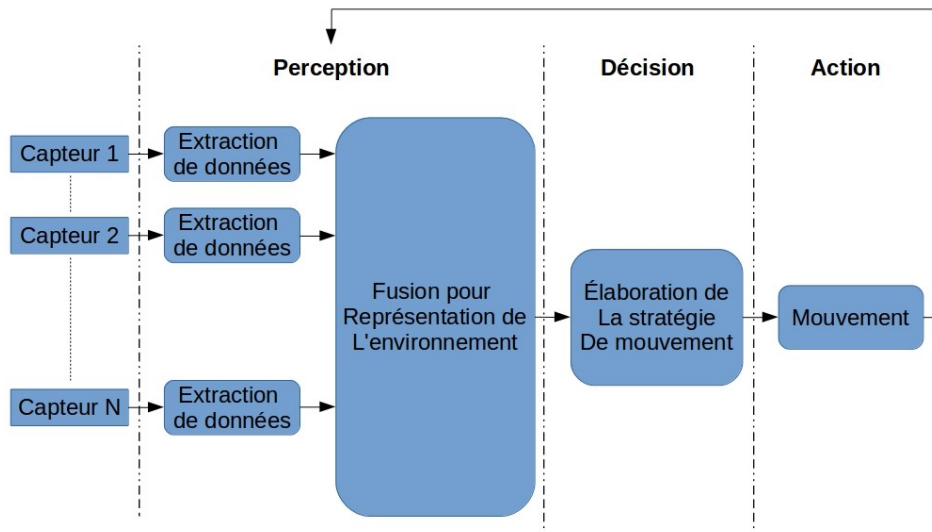 Perception
Décision
Action
Capteur 1
Extraction
de données
Capteur 2
Extraction
de données
Fusion pour
Représentation de
L'environnement
Élaboration de
La stratégie
De mouvement
Mouvement
Capteur N
Extraction
de données